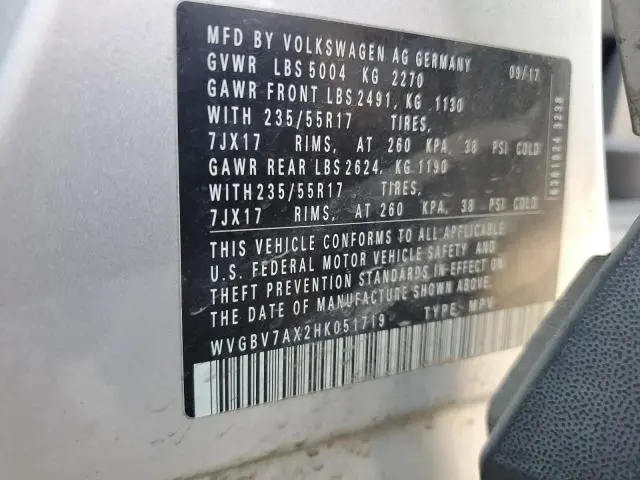 MFD BY VOLKSWAGEN AG GERMANY
GVWR LBS 5004 KG 2270 09/17
GAWR FRONT LBS 2491, KG 1130
WITH 235/55R17 TIRES,
7JX17 RIMS, AT 260 KPA, 38 PSI COLD
GAWR REAR LBS 2624, KG 1190
WITH 235/55R17 TIRES,
7JX17 RIMS, AT 260 KPA, 38 PSI COLD
THIS VEHICLE CONFORMS TO ALL APPLICABLE
U.S. FEDERAL MOTOR VEHICLE SAFETY AND
THEFT PREVENTION STANDARDS IN EFFECT ON
THE DATE OF MANUFACTURE SHOWN ABOVE.
WVGBV7AX2HK051719 TYPE: MPV